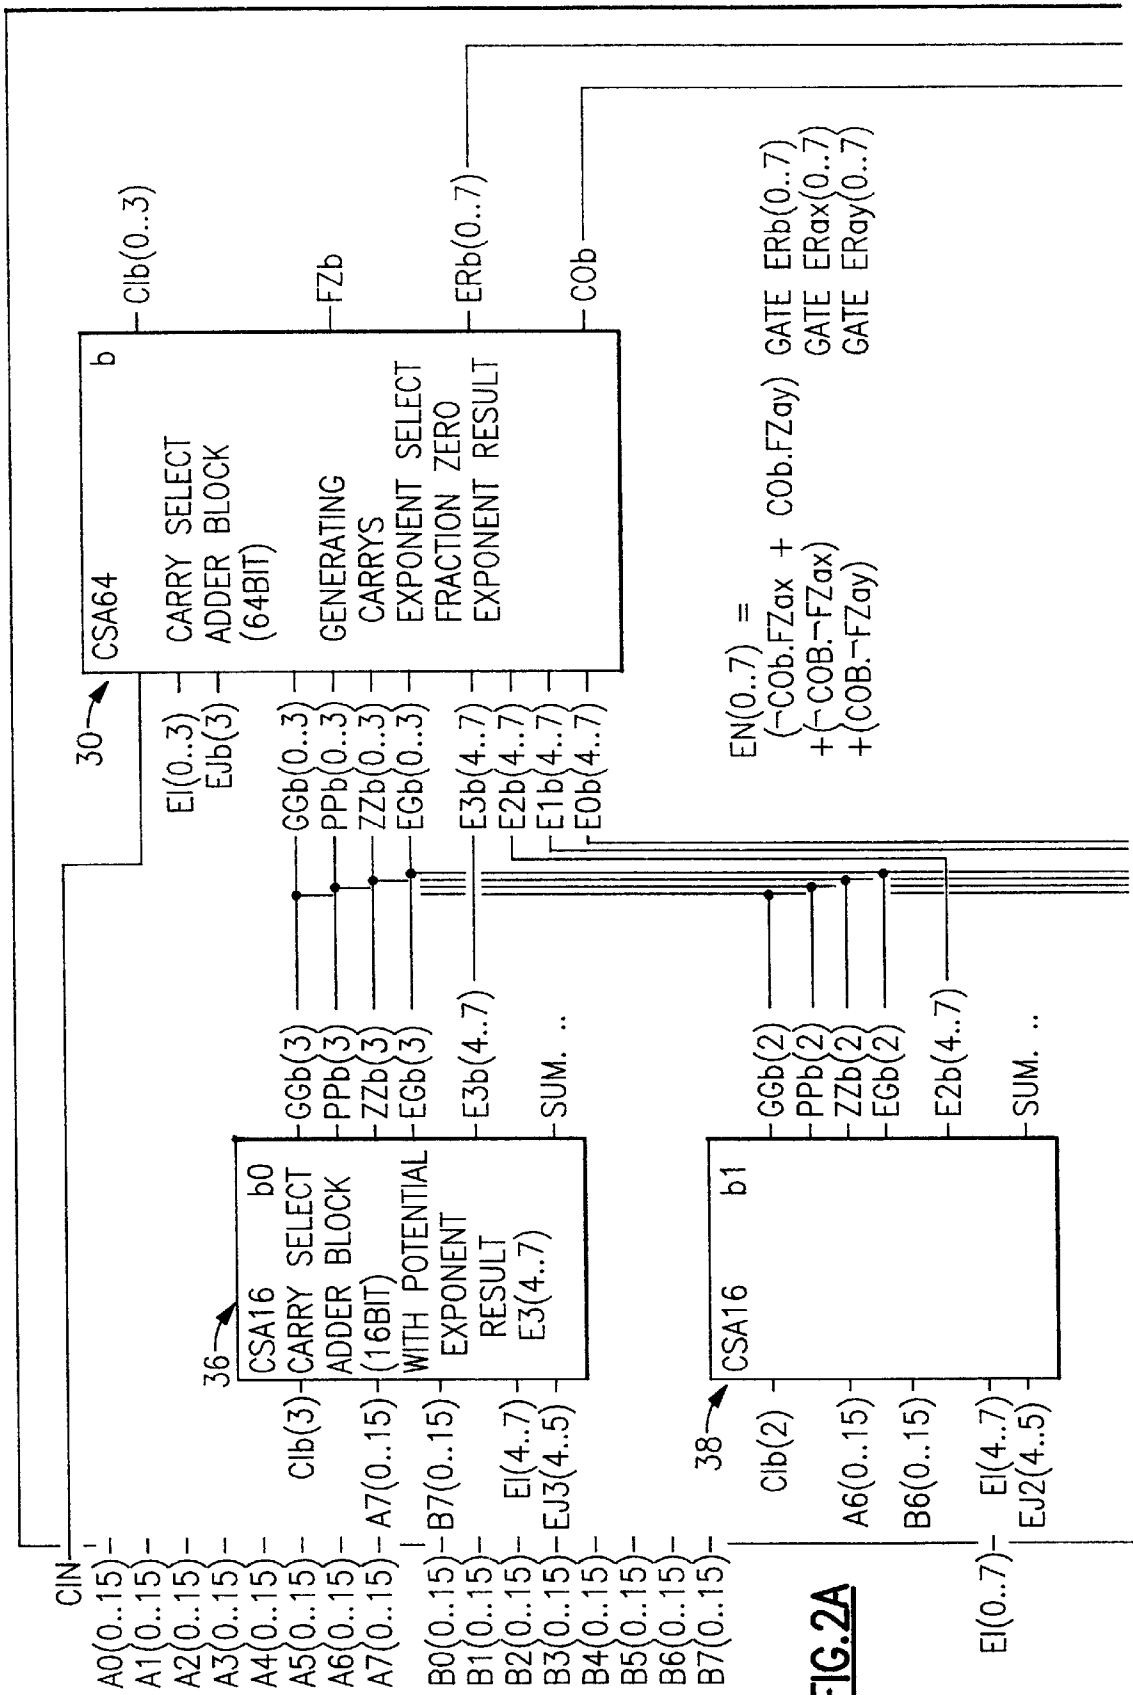 CIN
A0(0..15)
A1(0..15)
A2(0..15)
A3(0..15)
A4(0..15)
A5(0..15)
A6(0..15)
A7(0..15)
B0(0..15)
B1(0..15)
B2(0..15)
B3(0..15)
B4(0..15)
B5(0..15)
B6(0..15)
B7(0..15)
EI(0..7)
FIG.2A
36
CIb(3)
A7(0..15)
B7(0..15)
EI(4..7)
EJ3(4..5)
CSA16 b0
CARRY SELECT
ADDER BLOCK
(16BIT)
WITH POTENTIAL
EXPONENT
RESULT
E3(4..7)
GGb(3)
PPb(3)
ZZb(3)
EGb(3)
E3b(4..7)
SUM. ..
38
CIb(2)
A6(0..15)
B6(0..15)
EI(4..7)
EJ2(4..5)
CSA16 b1
GGb(2)
PPb(2)
ZZb(2)
EGb(2)
E2b(4..7)
SUM. ..
30
EI(0..3)
EJb(3)
GGb(0..3)
PPb(0..3)
ZZb(0..3)
EGb(0..3)
E3b(4..7)
E2b(4..7)
E1b(4..7)
E0b(4..7)
CSA64 b
CARRY SELECT
ADDER BLOCK
(64BIT)
GENERATING
CARRYS
EXPONENT SELECT
FRACTION ZERO
EXPONENT RESULT
CIb(0..3)
FZb
ERb(0..7)
COb
EN(0..7) =
(¬COb.FZax + COb.FZay) GATE ERb(0..7)
+(¬COB.¬FZax) GATE ERax(0..7)
+(COB.¬FZay) GATE ERay(0..7)